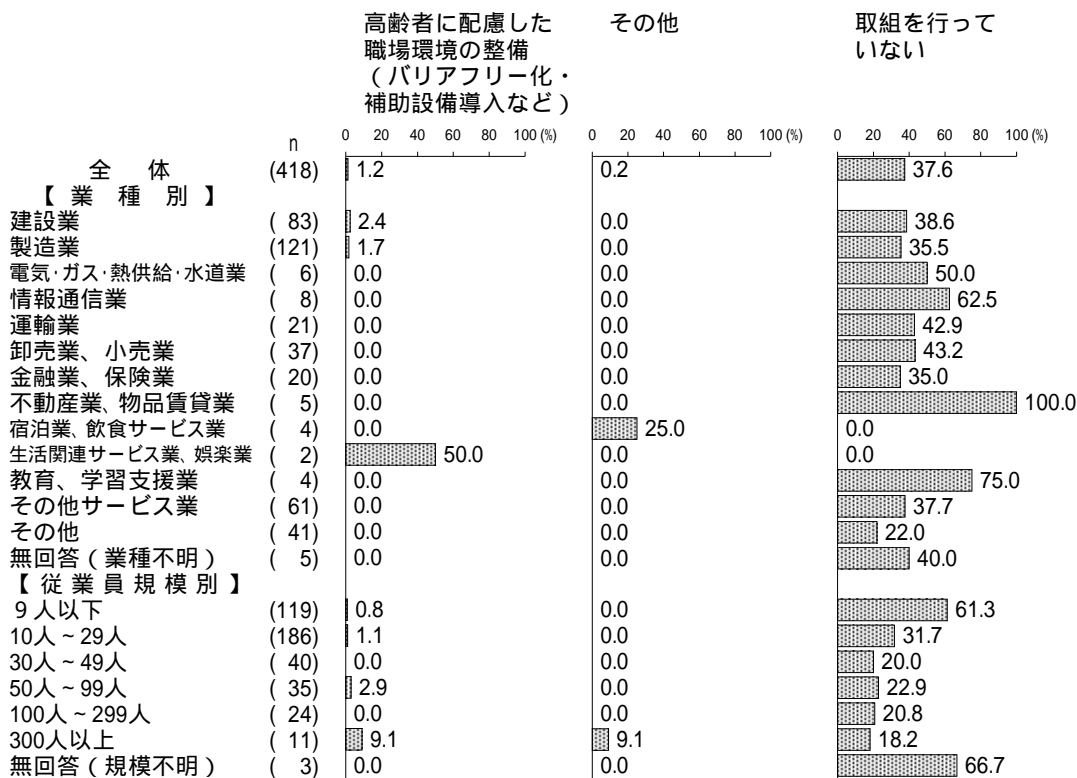 高齢者に配慮した
職場環境の整備
（バリアフリー化・
補助設備導入など）
その他
取組を行って
いない
n
0 20 40 60 80 100 (%)
0 20 40 60 80 100 (%)
0 20 40 60 80 100 (%)
全体 (418) 1.2 0.2 37.6
【業種別】
建設業 ( 83) 2.4 0.0 38.6
製造業 (121) 1.7 0.0 35.5
電気・ガス・熱供給・水道業 ( 6) 0.0 0.0 50.0
情報通信業 ( 8) 0.0 0.0 62.5
運輸業 ( 21) 0.0 0.0 42.9
卸売業、小売業 ( 37) 0.0 0.0 43.2
金融業、保険業 ( 20) 0.0 0.0 35.0
不動産業、物品賃貸業 ( 5) 0.0 0.0 100.0
宿泊業、飲食サービス業 ( 4) 0.0 25.0 0.0
生活関連サービス業、娯楽業 ( 2) 50.0 0.0 0.0
教育、学習支援業 ( 4) 0.0 0.0 75.0
その他サービス業 ( 61) 0.0 0.0 37.7
その他 ( 41) 0.0 0.0 22.0
無回答（業種不明） ( 5) 0.0 0.0 40.0
【従業員規模別】
９人以下 (119) 0.8 0.0 61.3
10人～29人 (186) 1.1 0.0 31.7
30人～49人 ( 40) 0.0 0.0 20.0
50人～99人 ( 35) 2.9 0.0 22.9
100人～299人 ( 24) 0.0 0.0 20.8
300人以上 ( 11) 9.1 9.1 18.2
無回答（規模不明） ( 3) 0.0 0.0 66.7